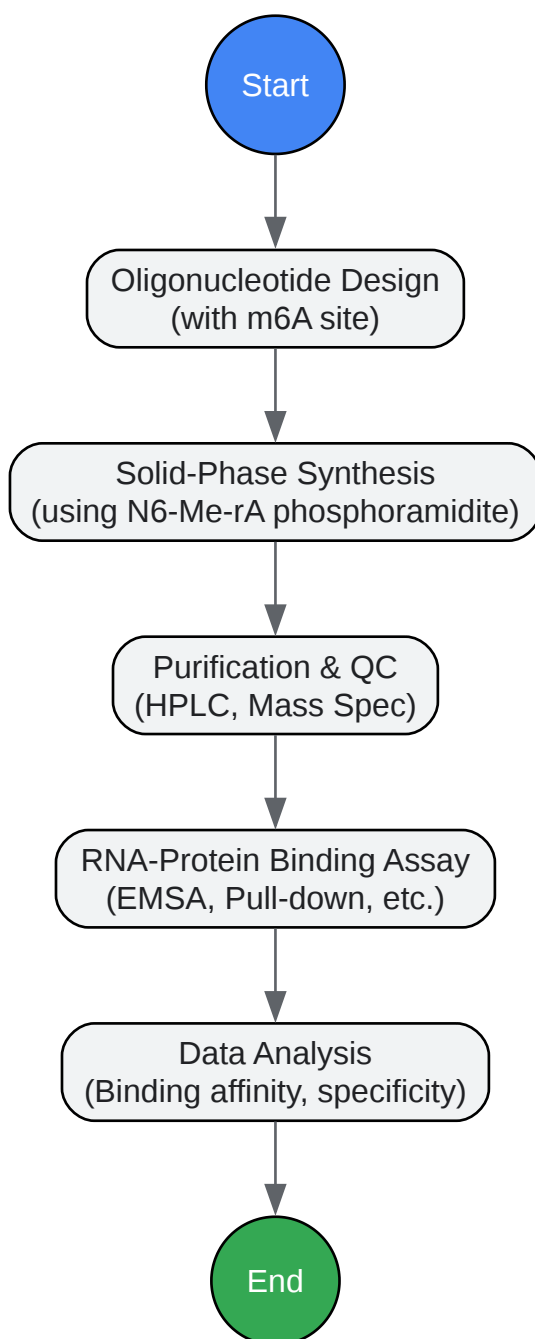 Start
Oligonucleotide Design
(with m6A site)
Solid-Phase Synthesis
(using N6-Me-rA phosphoramidite)
Purification & QC
(HPLC, Mass Spec)
RNA-Protein Binding Assay
(EMSA, Pull-down, etc.)
Data Analysis
(Binding affinity, specificity)
End